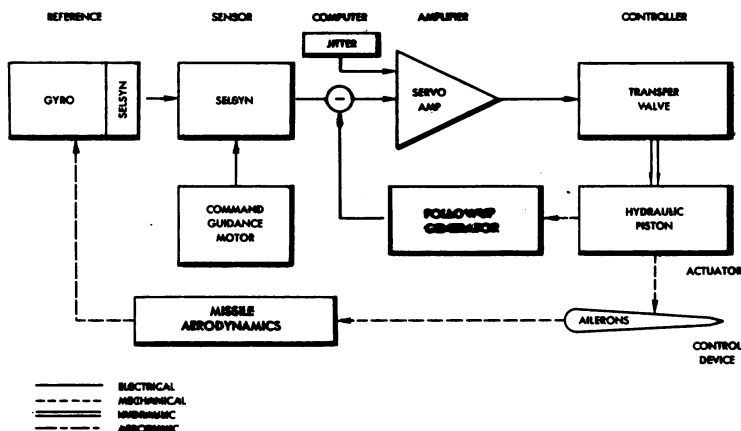 REFERENCE
SENSOR
COMPUTER
AMPLIFIER
CONTROLLER
JITTER
GYRO
SELSYN
SELSYN
SERVO
AMP
TRANSFER
VALVE
COMMAND
GUIDANCE
MOTOR
FOLLOWUP
GENERATOR
HYDRAULIC
PISTON
ACTUATOR
MISSILE
AERODYNAMICS
AILERONS
CONTROL
DEVICE
ELECTRICAL
MECHANICAL
HYDRAULIC